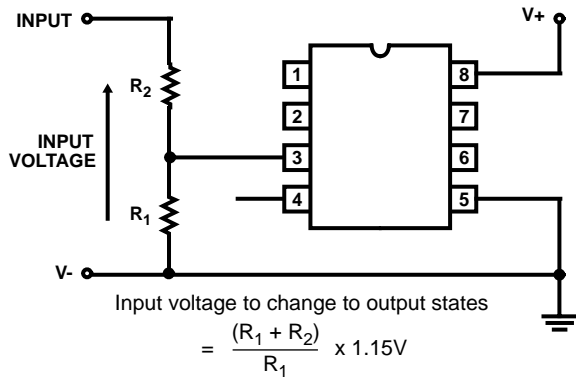 INPUT
V+
R2
INPUT
VOLTAGE
R1
V-
1
2
3
4
8
7
6
5
Input voltage to change to output states
= (R1 + R2) / R1 x 1.15V